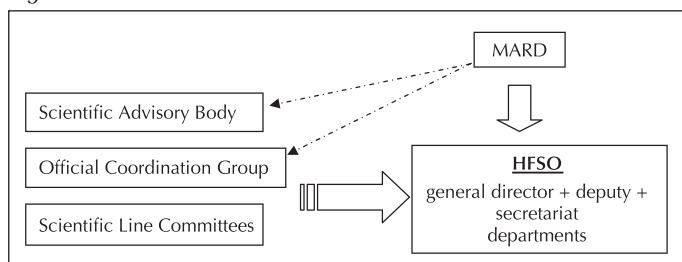 MARD
Scientific Advisory Body
Official Coordination Group
Scientific Line Committees
HFSO
general director + deputy +
secretariat
departments